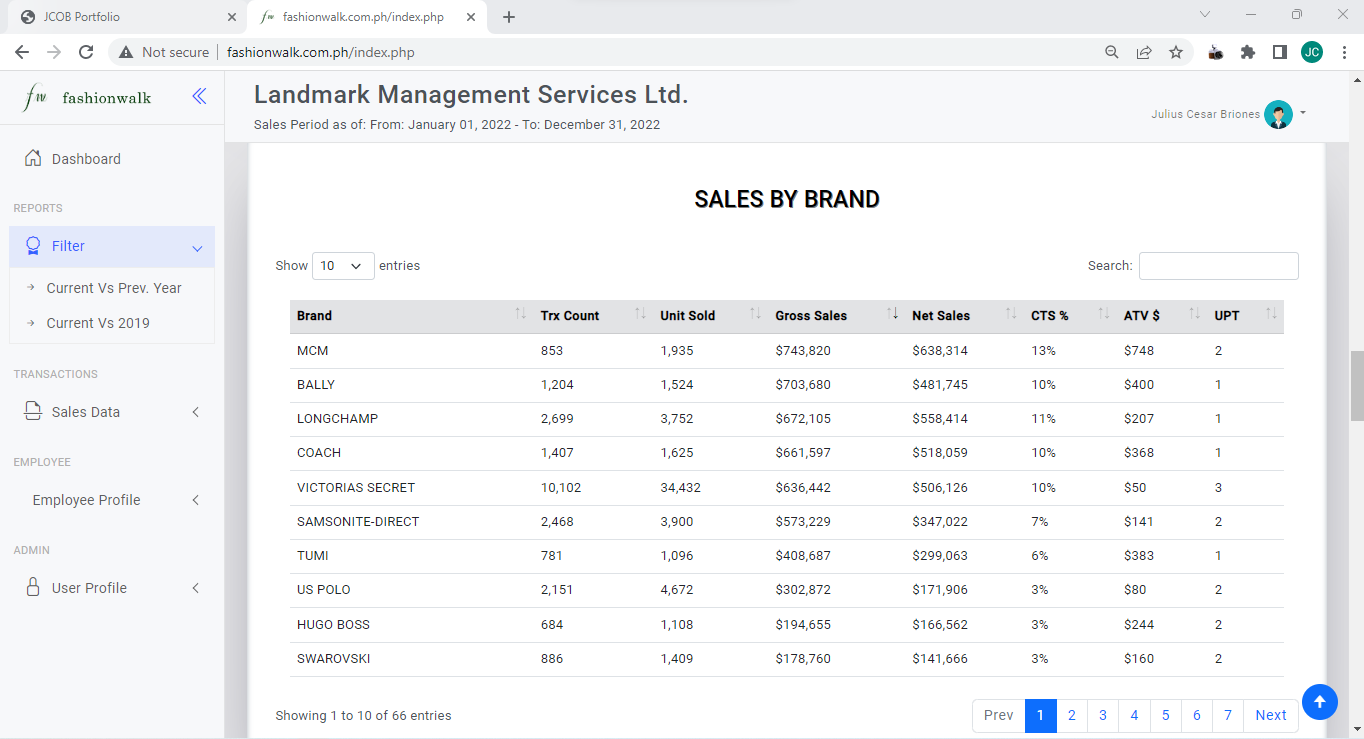 JCOB Portfolio
fw fashionwalk.com.ph/index.php
Not secure fashionwalk.com.ph/index.php
JC
fw fashionwalk
Landmark Management Services Ltd.
Sales Period as of: From: January 01, 2022 - To: December 31, 2022
Julius Cesar Briones
Dashboard
REPORTS
Filter
Current Vs Prev. Year
Current Vs 2019
TRANSACTIONS
Sales Data
EMPLOYEE
Employee Profile
ADMIN
User Profile
SALES BY BRAND
Show 10 entries
Search:
Brand Trx Count Unit Sold Gross Sales Net Sales CTS % ATV $ UPT
MCM 853 1,935 $743,820 $638,314 13% $748 2
BALLY 1,204 1,524 $703,680 $481,745 10% $400 1
LONGCHAMP 2,699 3,752 $672,105 $558,414 11% $207 1
COACH 1,407 1,625 $661,597 $518,059 10% $368 1
VICTORIAS SECRET 10,102 34,432 $636,442 $506,126 10% $50 3
SAMSONITE-DIRECT 2,468 3,900 $573,229 $347,022 7% $141 2
TUMI 781 1,096 $408,687 $299,063 6% $383 1
US POLO 2,151 4,672 $302,872 $171,906 3% $80 2
HUGO BOSS 684 1,108 $194,655 $166,562 3% $244 2
SWAROVSKI 886 1,409 $178,760 $141,666 3% $160 2
Showing 1 to 10 of 66 entries
Prev 1 2 3 4 5 6 7 Next